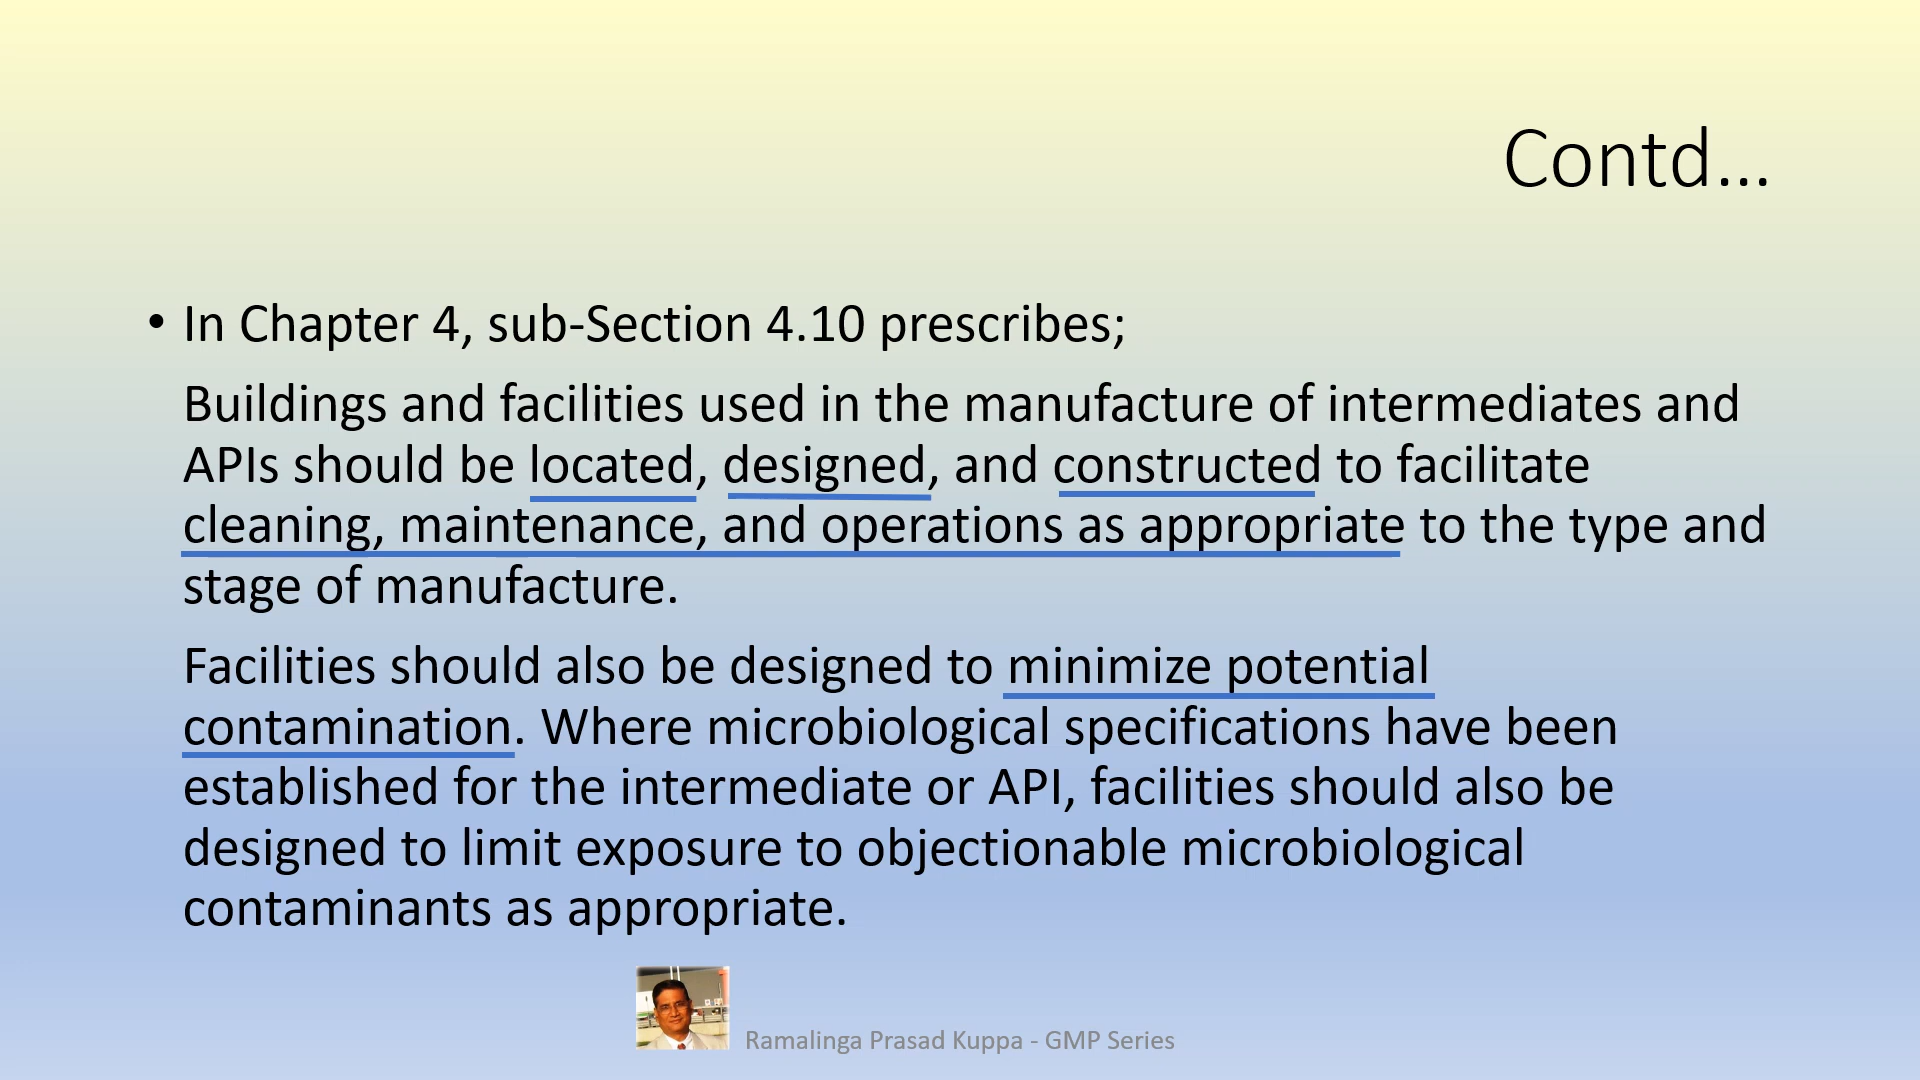 Contd...
• In Chapter 4, sub-Section 4.10 prescribes;
Buildings and facilities used in the manufacture of intermediates and
APIs should be located, designed, and constructed to facilitate
cleaning, maintenance, and operations as appropriate to the type and
stage of manufacture.
Facilities should also be designed to minimize potential
contamination. Where microbiological specifications have been
established for the intermediate or API, facilities should also be
designed to limit exposure to objectionable microbiological
contaminants as appropriate.
Ramalinga Prasad Kuppa - GMP Series